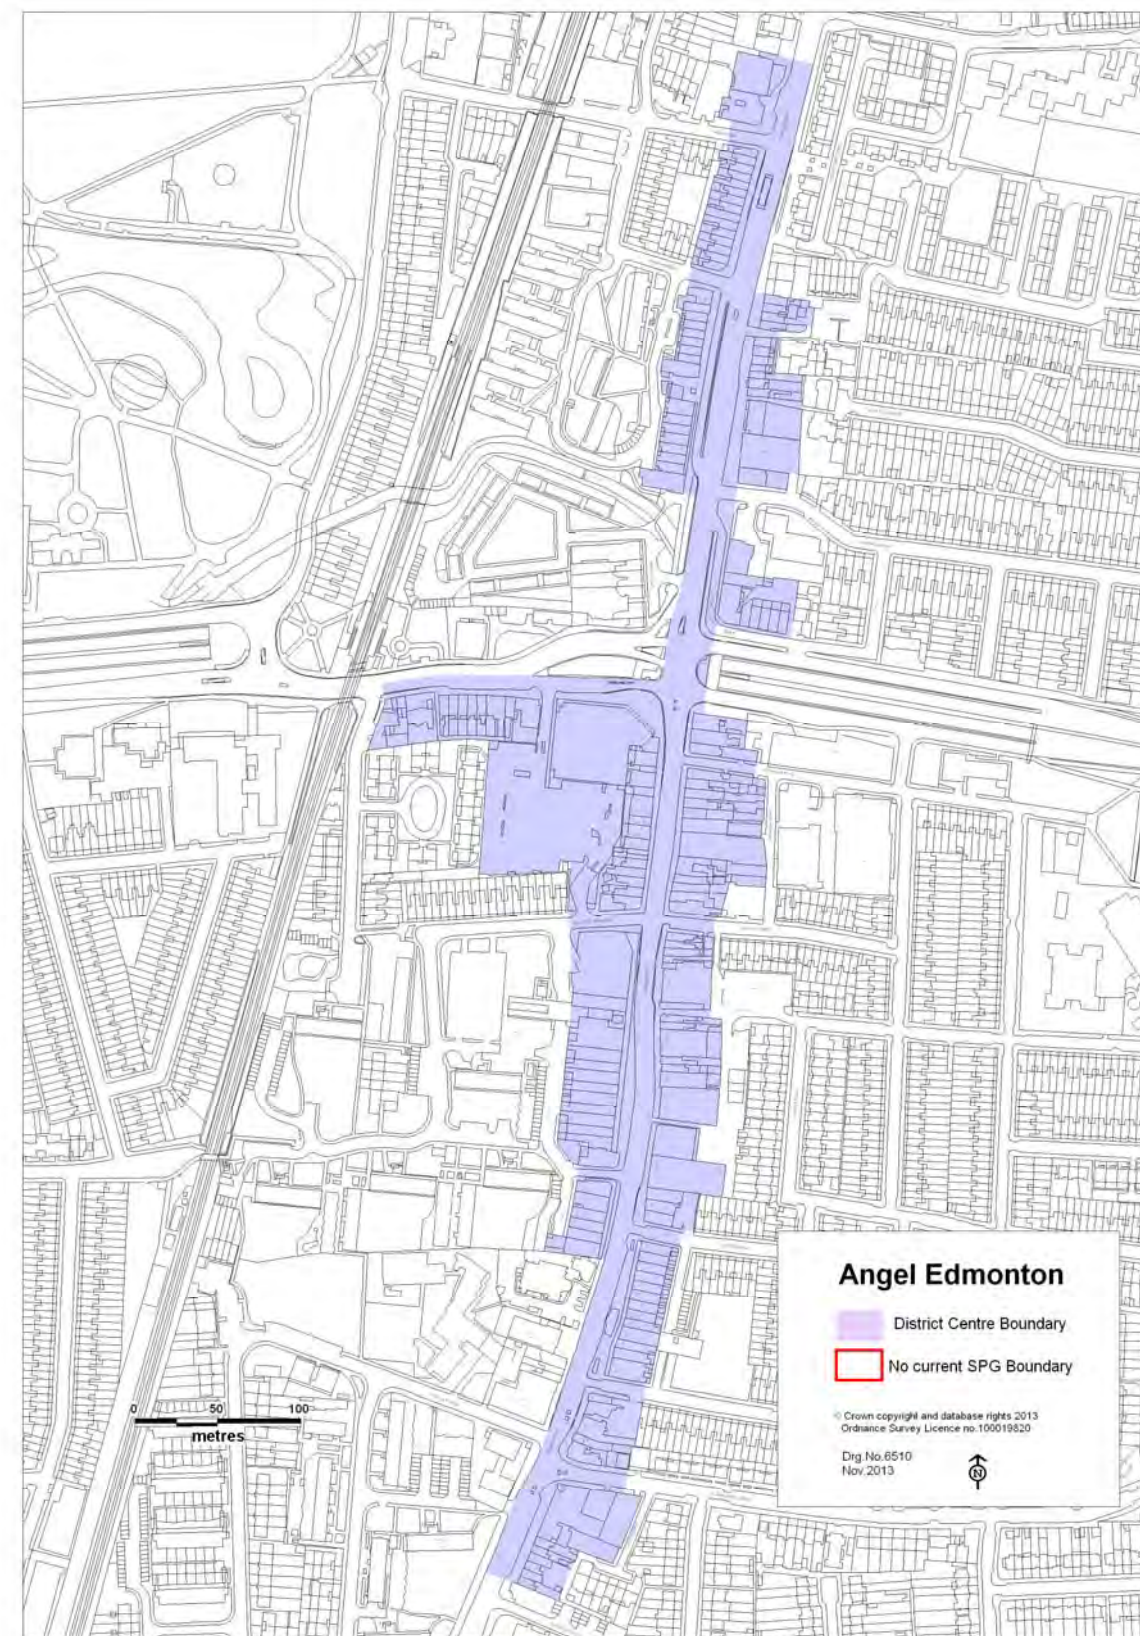 Angel Edmonton
District Centre Boundary
No current SPG Boundary
© Crown copyright and database rights 2013
Ordnance Survey Licence no.100019820
Drg.No.6510
Nov.2013
N
0 50 100
metres